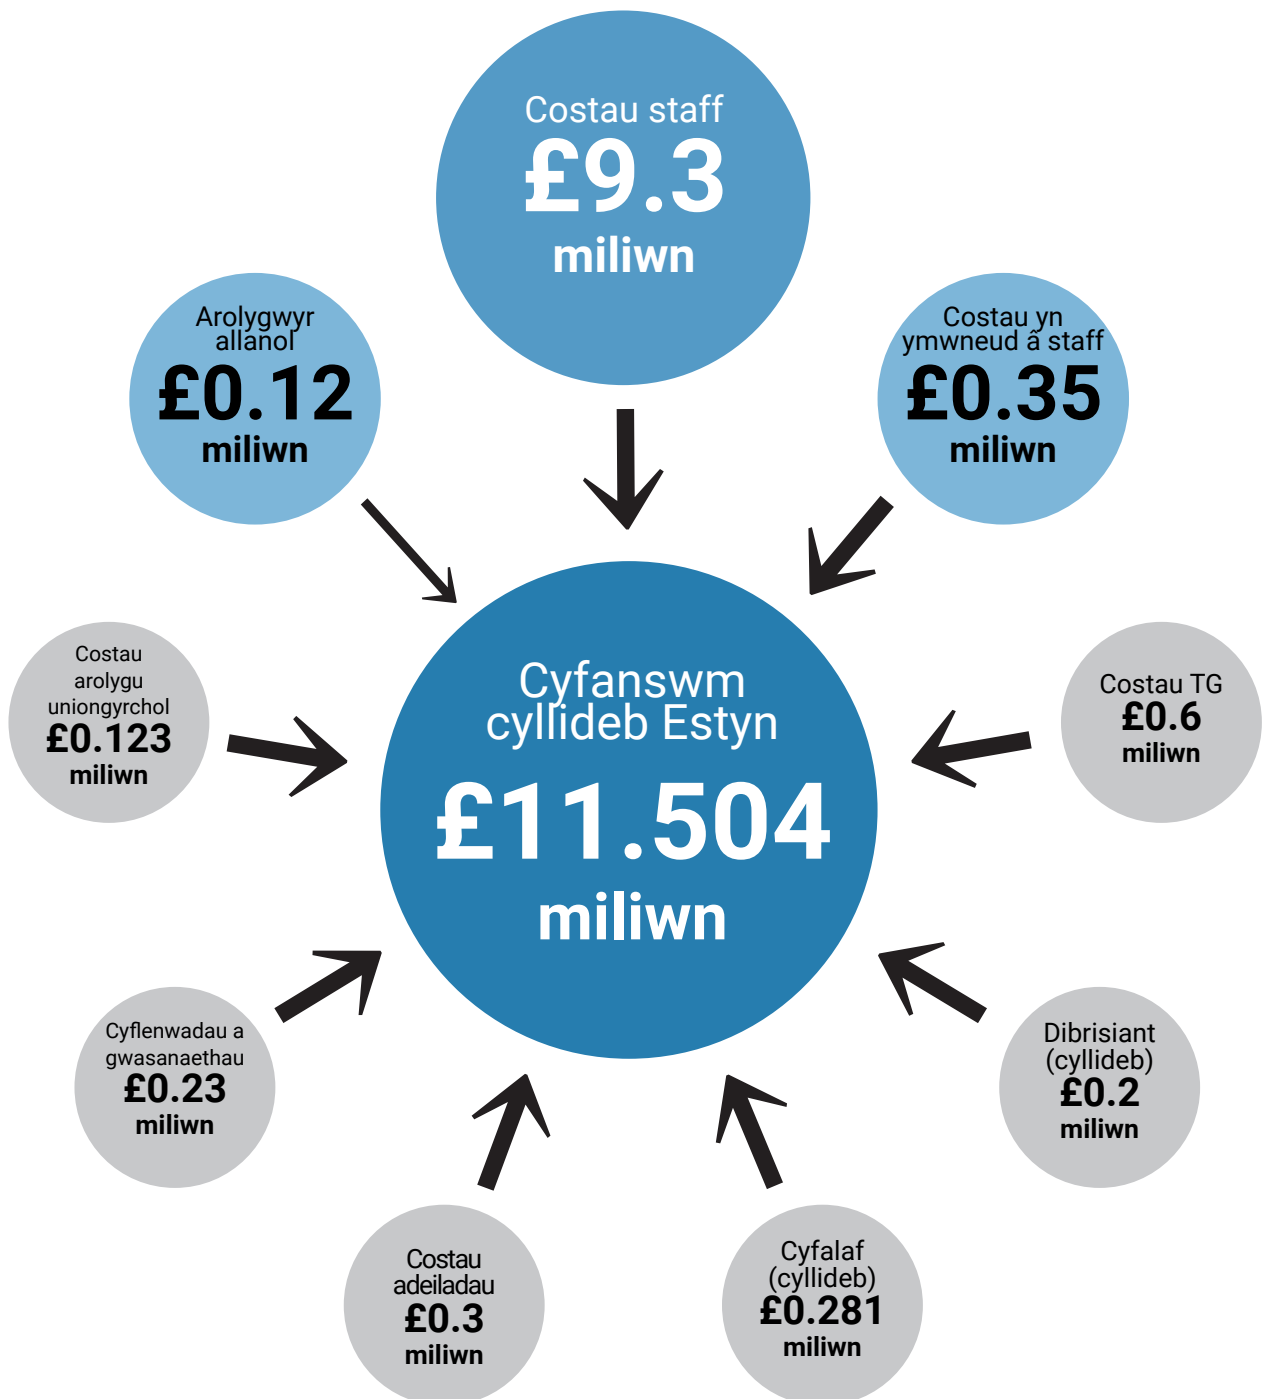 Costau staff
£9.3
miliwn
Arolygwyr
allanol
£0.12
miliwn
Costau yn
ymwneud â staff
£0.35
miliwn
Costau
arolygu
uniongyrchol
£0.123
miliwn
Cyfanswm
cyllideb Estyn
£11.504
miliwn
Costau TG
£0.6
miliwn
Cyflenwadau a
gwasanaethau
£0.23
miliwn
Dibrisiant
(cyllideb)
£0.2
miliwn
Costau
adeiladau
£0.3
miliwn
Cyfalaf
(cyllideb)
£0.281
miliwn